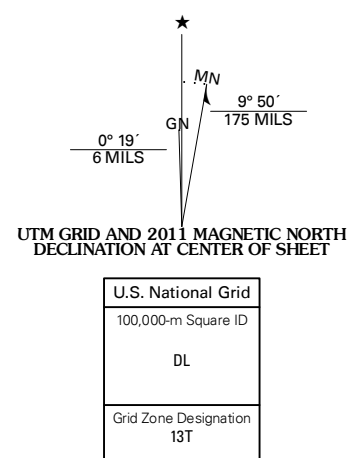 ★
MN
9° 50´
175 MILS
GN
0° 19´
6 MILS
UTM GRID AND 2011 MAGNETIC NORTH
DECLINATION AT CENTER OF SHEET
U.S. National Grid
100,000-m Square ID
DL
Grid Zone Designation
13T